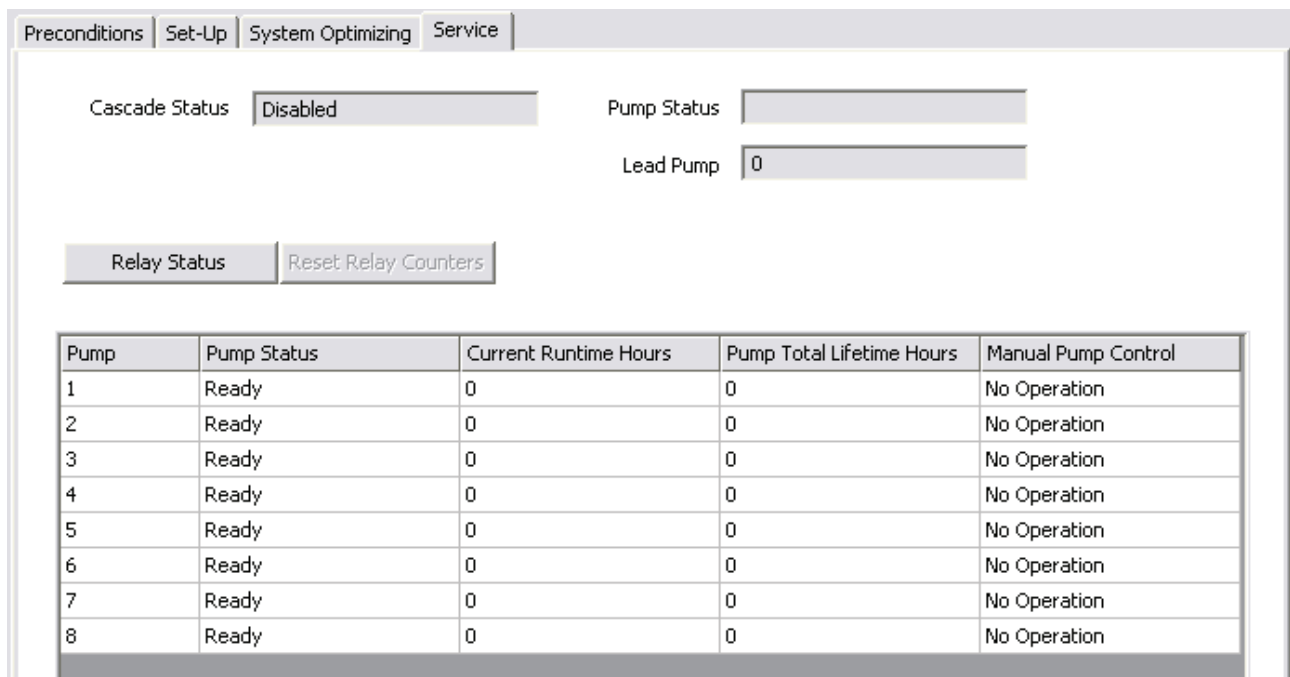 Preconditions Set-Up System Optimizing Service
Cascade Status Disabled Pump Status
Lead Pump 0
Relay Status Reset Relay Counters
Pump Pump Status Current Runtime Hours Pump Total Lifetime Hours Manual Pump Control
1 Ready 0 0 No Operation
2 Ready 0 0 No Operation
3 Ready 0 0 No Operation
4 Ready 0 0 No Operation
5 Ready 0 0 No Operation
6 Ready 0 0 No Operation
7 Ready 0 0 No Operation
8 Ready 0 0 No Operation